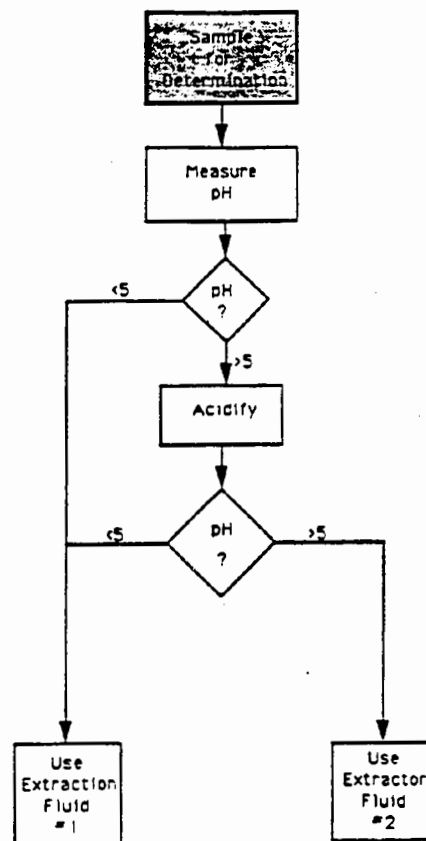 Sample
for
Determination
Measure
pH
<5
pH
?
>5
Acidify
<5
pH
?
>5
Use
Extraction
Fluid
#1
Use
Extractor
Fluid
#2